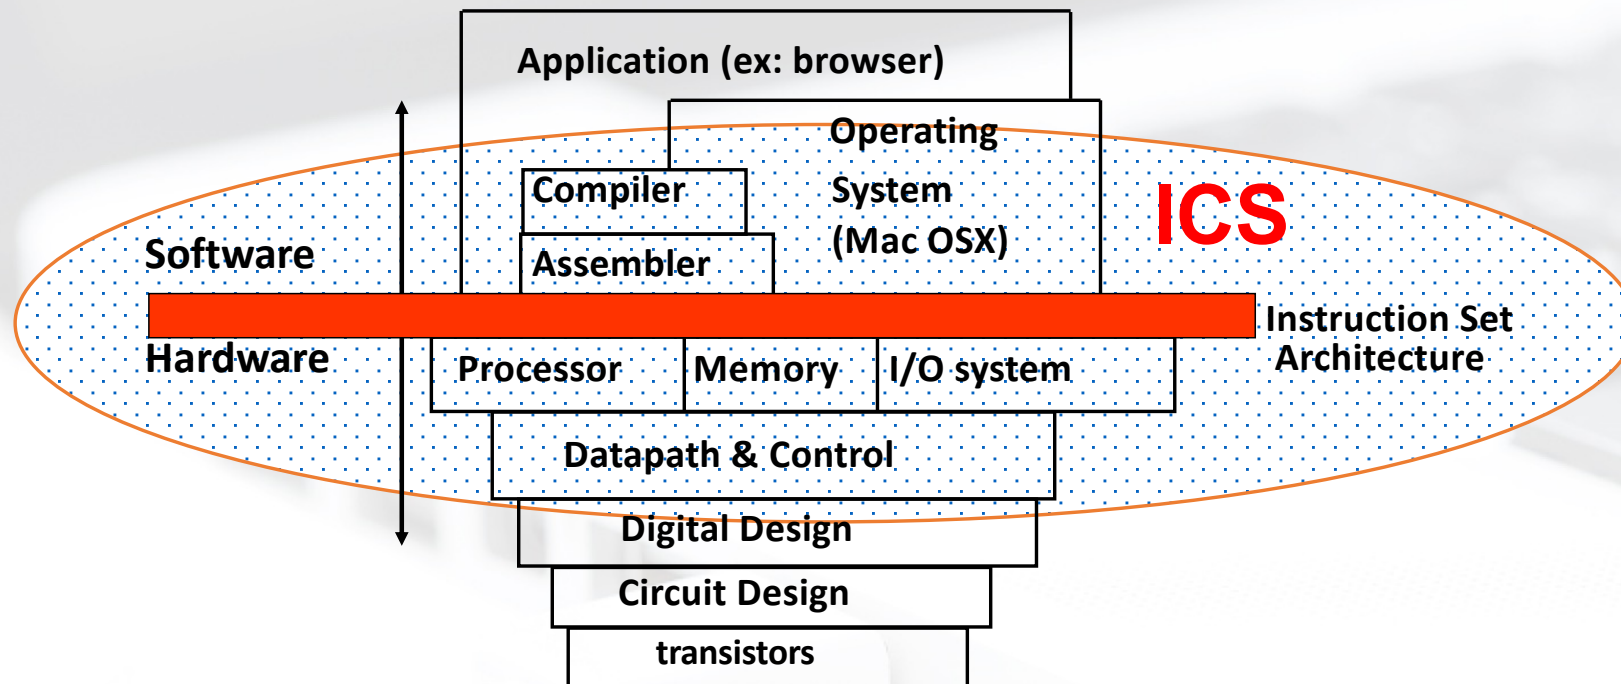 Application (ex: browser)
Operating
Compiler
System
ICS
(Mac OSX)
Software
Assembler
Instruction Set
Architecture
Hardware
Processor
Memory
I/O system
Datapath & Control
Digital Design
Circuit Design
transistors